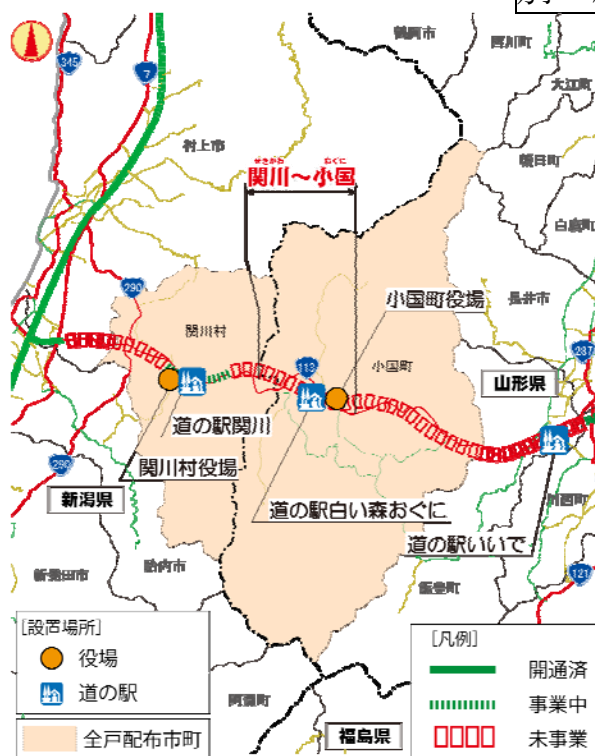 鶴岡市
西川町
345
7
大江町
村上市
朝日町
せきかわ おぐに
関川～小国
白鷹町
290
小国町役場
長井市
関川村
287
113
小国町
山形県
道の駅関川
関川村役場
290
道の駅白い森おぐに
新潟県
川西町
道の駅いいで
新発田市
胎内市
飯豊町
121
[設置場所]
役場
道の駅
全戸配布市町
阿賀町
福島県
[凡例]
開通済
事業中
未事業